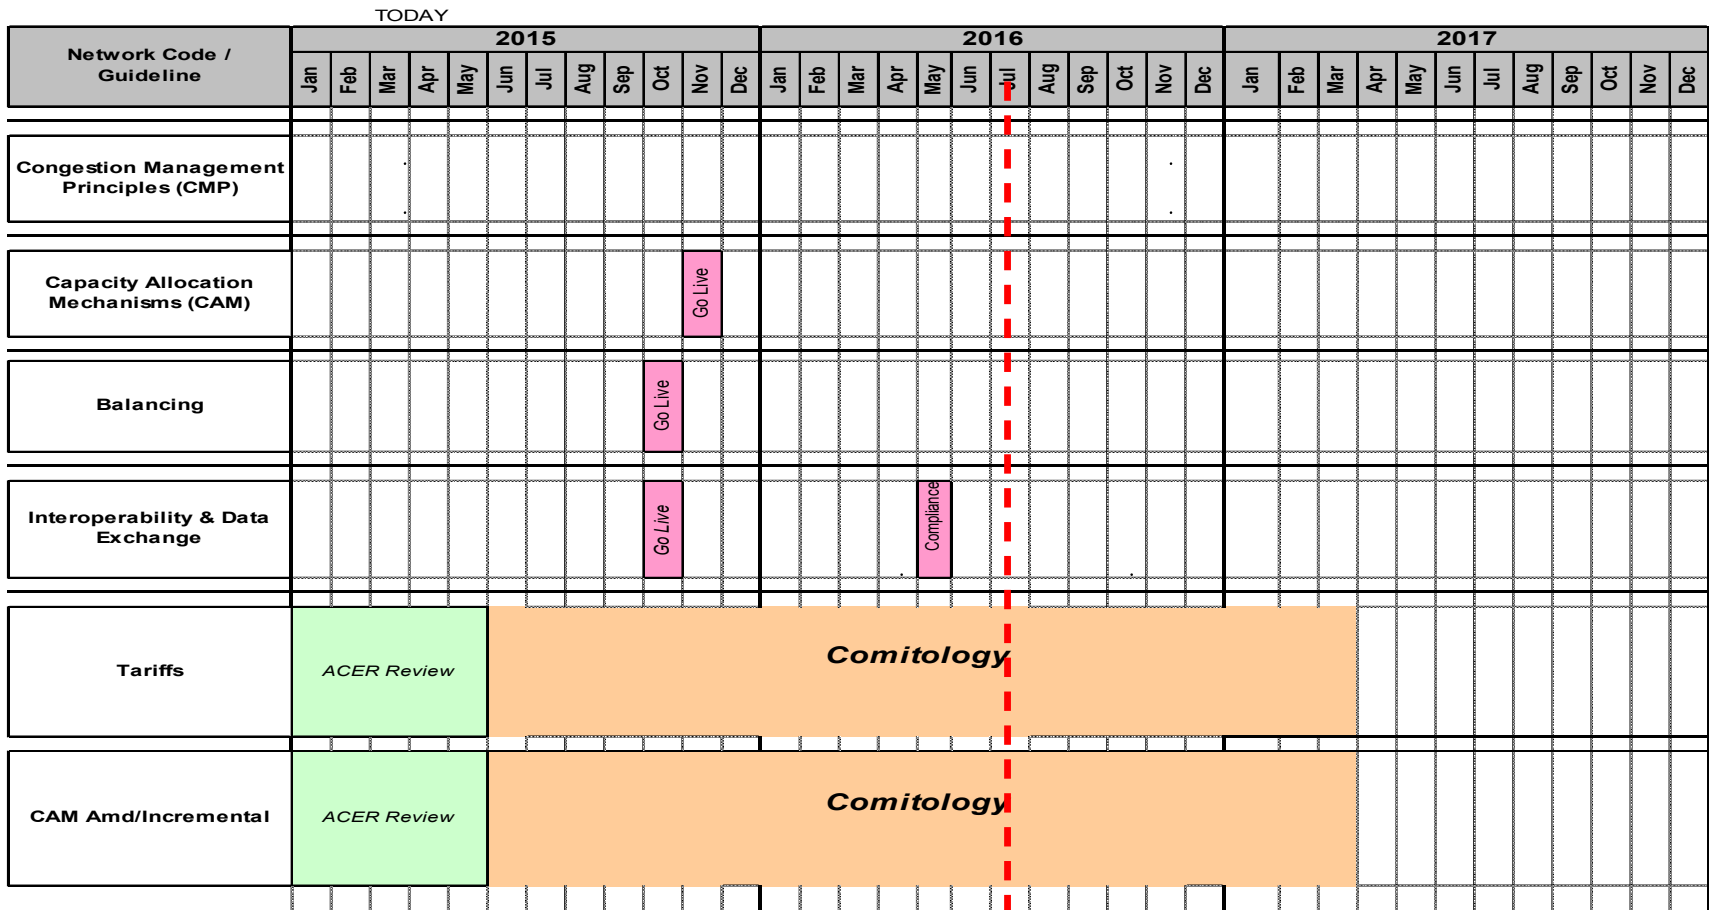 TODAY
Network Code /
Guideline
2015
2016
2017
Jan Feb Mar Apr May Jun Jul Aug Sep Oct Nov Dec Jan Feb Mar Apr May Jun Jul Aug Sep Oct Nov Dec Jan Feb Mar Apr May Jun Jul Aug Sep Oct Nov Dec
Congestion Management
Principles (CMP)
Capacity Allocation
Mechanisms (CAM)
Go Live
Balancing
Go Live
Interoperability & Data
Exchange
Go Live
Compliance
Tariffs
ACER Review
Comitology
CAM Amd/Incremental
ACER Review
Comitology